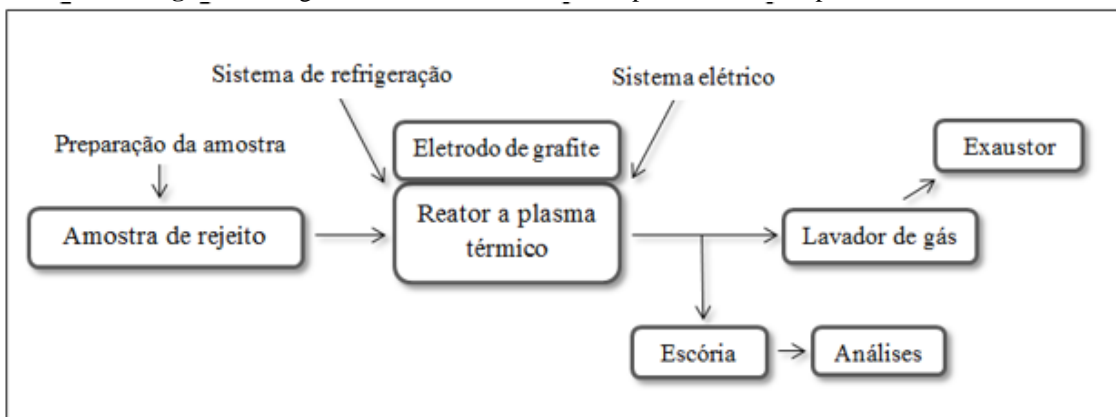 Sistema de refrigeração
Sistema elétrico
Preparação da amostra
Eletrodo de grafite
Exaustor
Amostra de rejeito
Reator a plasma
térmico
Lavador de gás
Escória
Análises